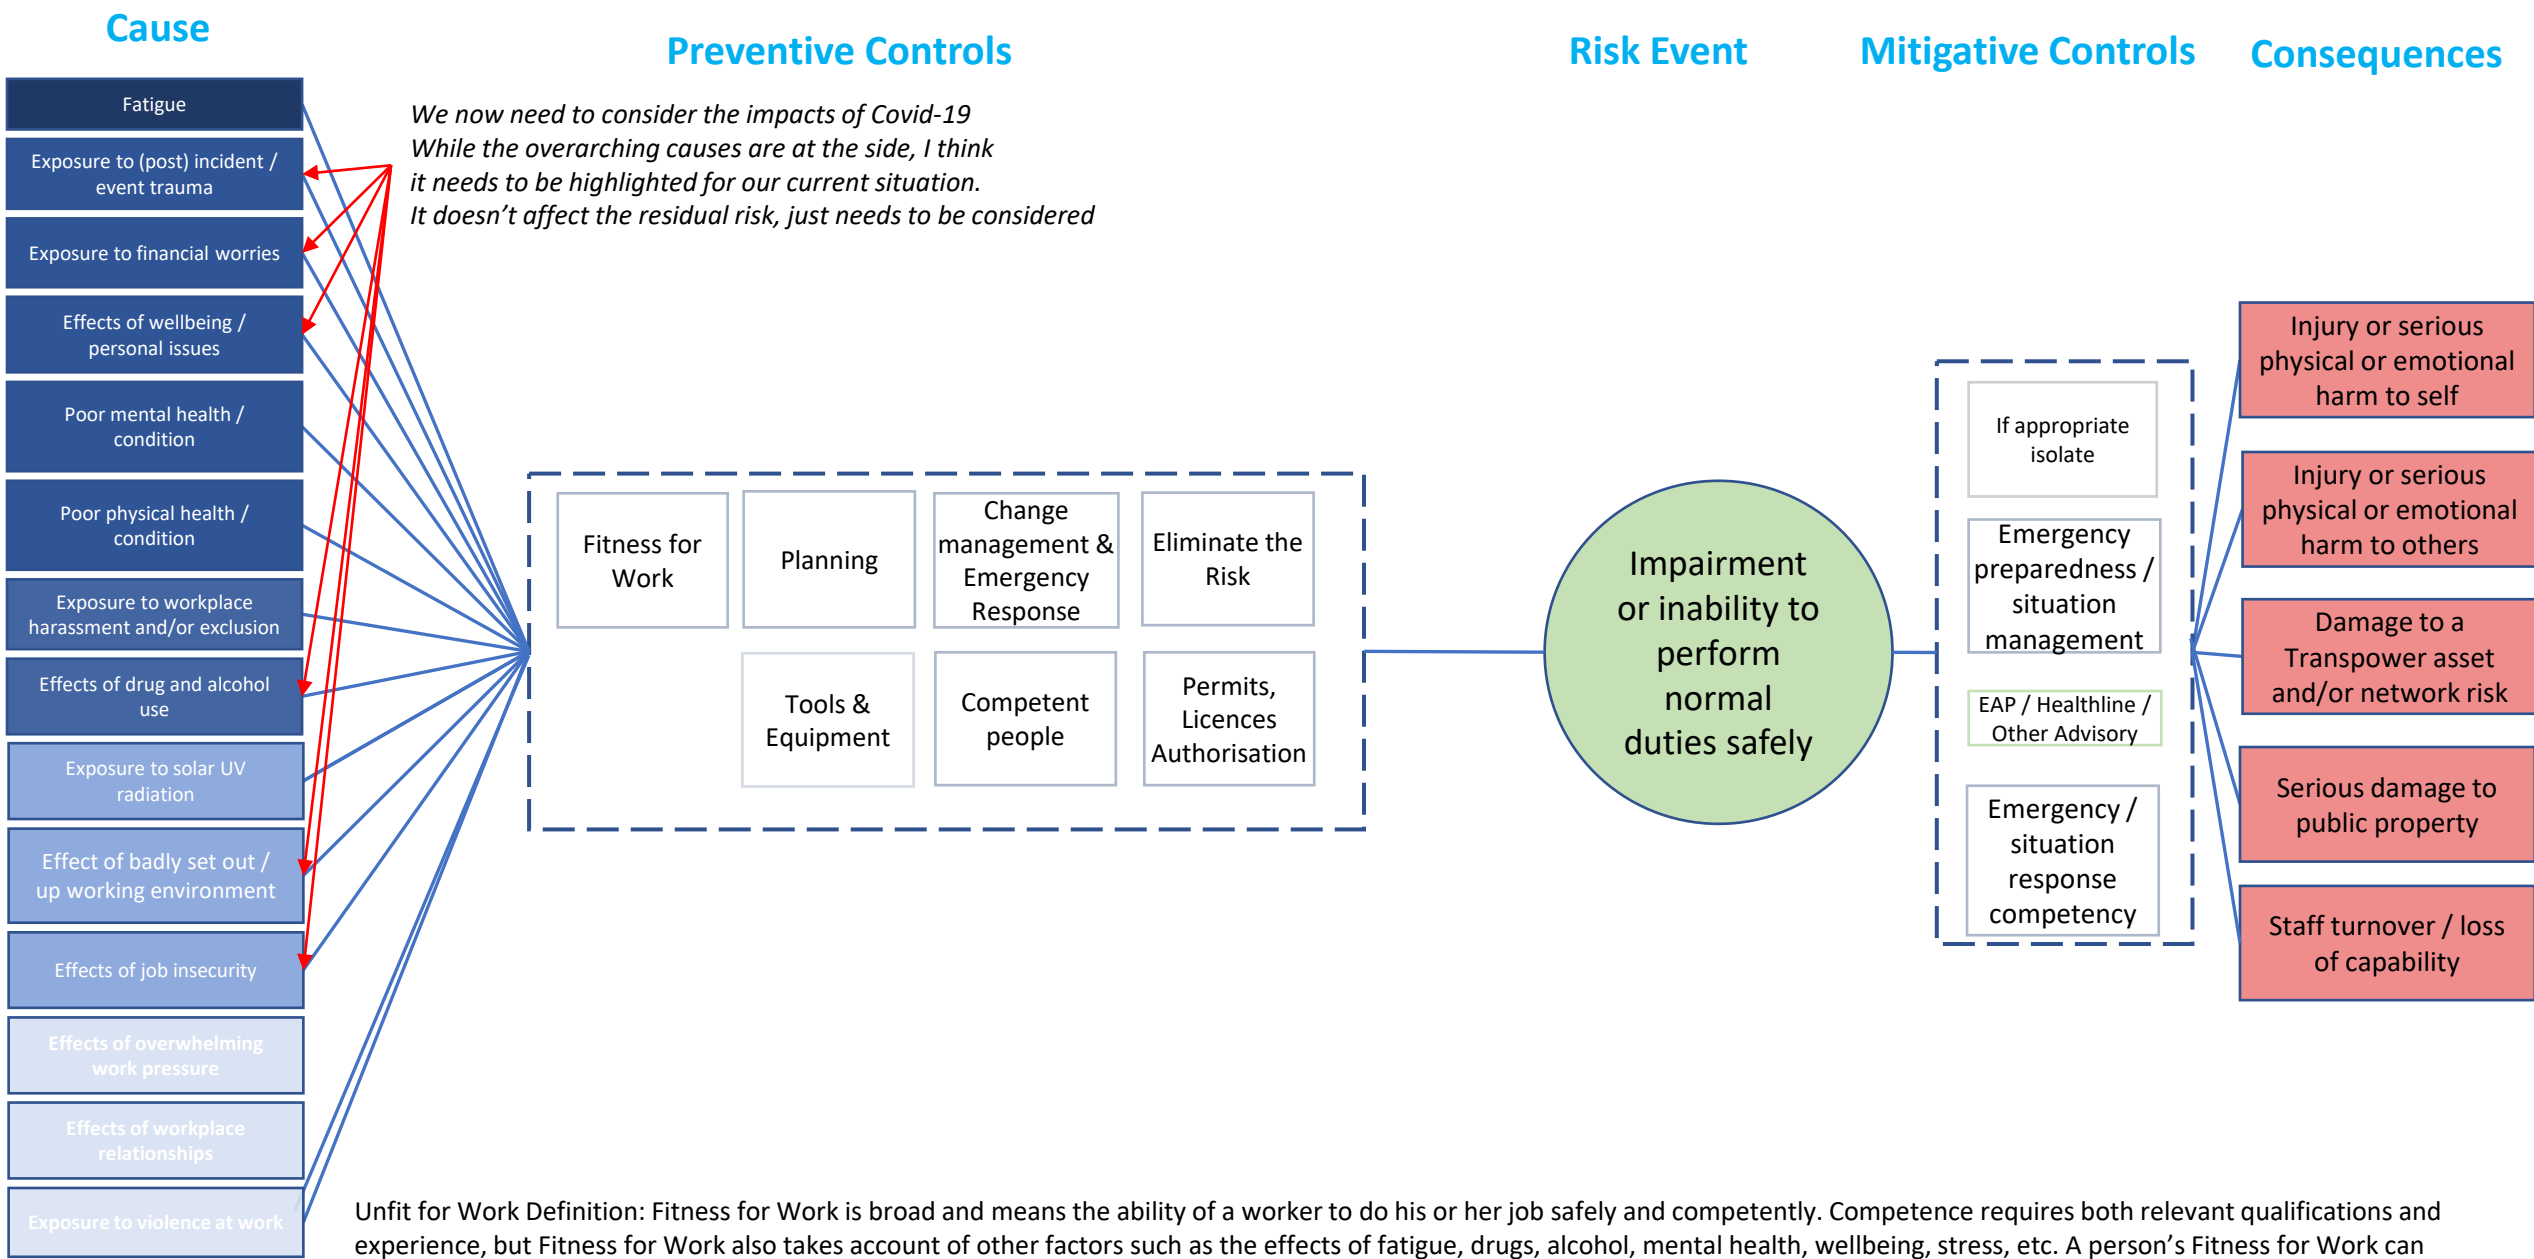 Cause
Preventive Controls
Risk Event
Mitigative Controls
Consequences
Fatigue
Exposure to (post) incident /
event trauma
Exposure to financial worries
Effects of wellbeing /
personal issues
Poor mental health /
condition
Poor physical health /
condition
Exposure to workplace
harassment and/or exclusion
Effects of drug and alcohol
use
Exposure to solar UV
radiation
Effect of badly set out /
up working environment
Effects of job insecurity
Effects of overwhelming
work pressure
Effects of workplace
relationships
Exposure to violence at work
We now need to consider the impacts of Covid-19
While the overarching causes are at the side, I think
it needs to be highlighted for our current situation.
It doesn’t affect the residual risk, just needs to be considered
Fitness for
Work
Planning
Change
management &
Emergency
Response
Eliminate the
Risk
Tools &
Equipment
Competent
people
Permits,
Licences
Authorisation
Impairment
or inability to
perform
normal
duties safely
If appropriate
isolate
Emergency
preparedness /
situation
management
EAP / Healthline /
Other Advisory
Emergency /
situation
response
competency
Injury or serious
physical or emotional
harm to self
Injury or serious
physical or emotional
harm to others
Damage to a
Transpower asset
and/or network risk
Serious damage to
public property
Staff turnover / loss
of capability
Unfit for Work Definition: Fitness for Work is broad and means the ability of a worker to do his or her job safely and competently. Competence requires both relevant qualifications and
experience, but Fitness for Work also takes account of other factors such as the effects of fatigue, drugs, alcohol, mental health, wellbeing, stress, etc. A person’s Fitness for Work can